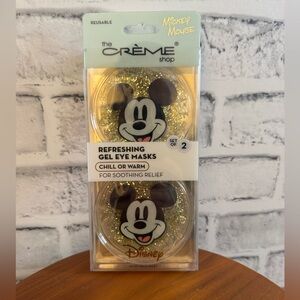 REUSABLE
Mickey
Mouse
the
CRÈME®
shop
REFRESHING
GEL EYE MASKS
SET OF 2
CHILL OR WARM
FOR SOOTHING RELIEF
Disney